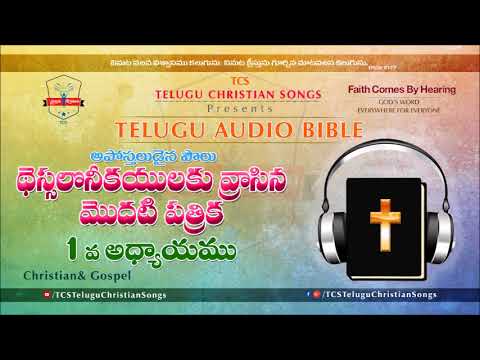 వినుట వలన విశ్వాసము కలుగును; వినుట క్రీస్తును గూర్చిన మాటవలన కలుగును.
TCS
TELUGU CHRISTIAN SONGS
Presents
Faith Comes By Hearing
GOD'S WORD
EVERYWHERE FOR EVERYONE
TELUGU AUDIO BIBLE
అపోస్తలుడైన పౌలు
థెస్సలొనీకయులకు వ్రాసిన
మొదటి పత్రిక
1 వ అధ్యాయము
Christian& Gospel
/TCSTeluguChristianSongs
/TCSTeluguChristianSongs